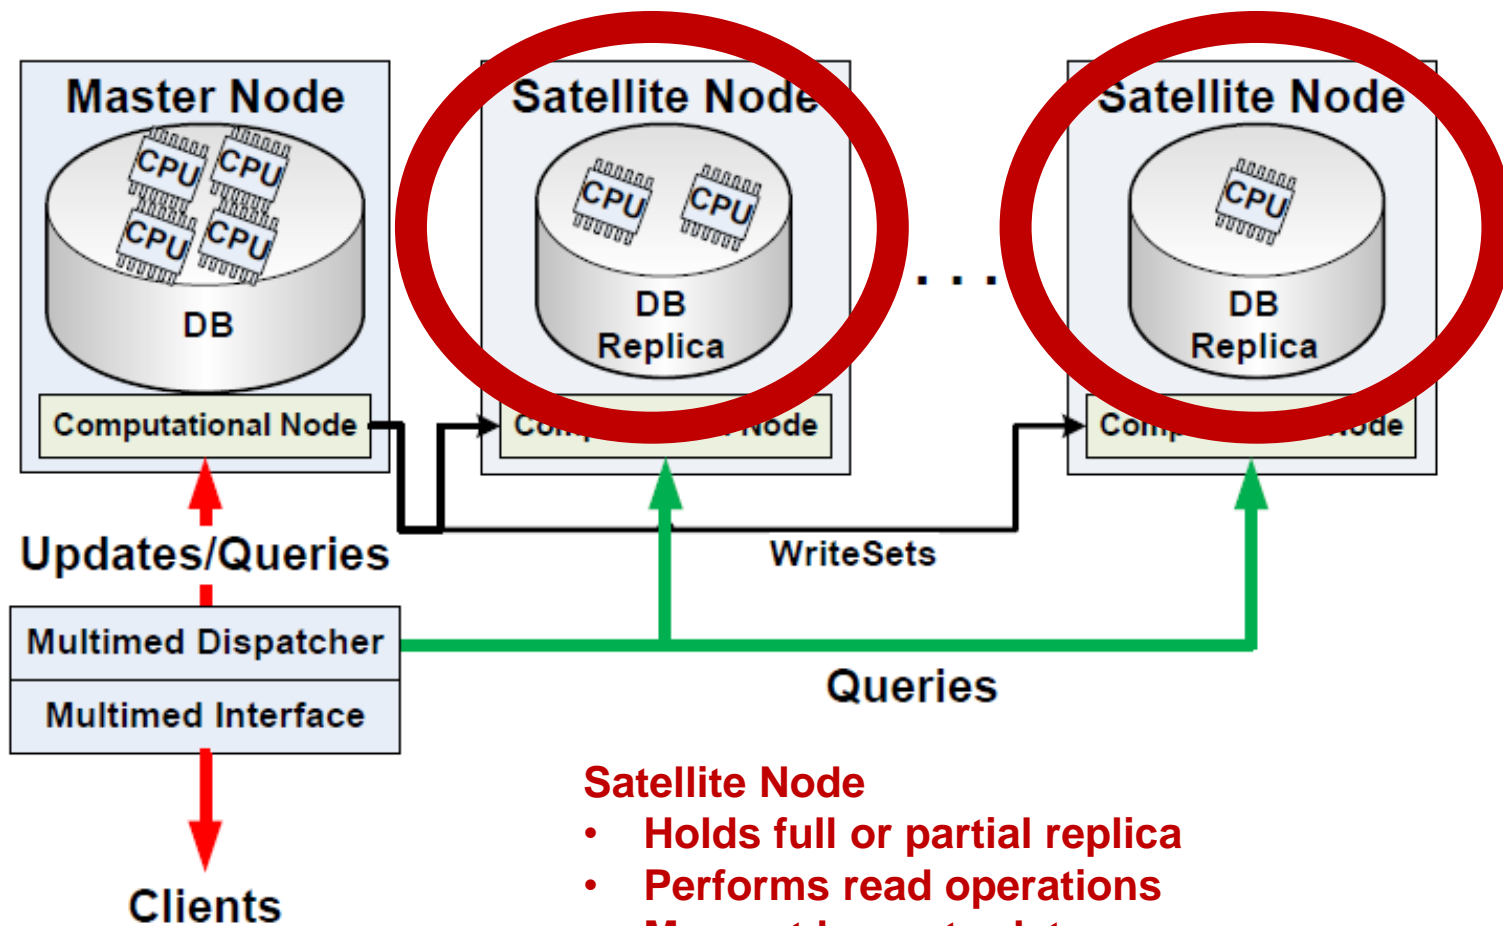 Master Node
CPU
CPU
CPU
CPU
DB
Computational Node
Satellite Node
CPU
CPU
DB
Replica
Node
. . .
Satellite Node
CPU
DB
Replica
WriteSets
Updates/Queries
Multimed Dispatcher
Multimed Interface
Queries
Clients
Satellite Node
• Holds full or partial replica
• Performs read operations